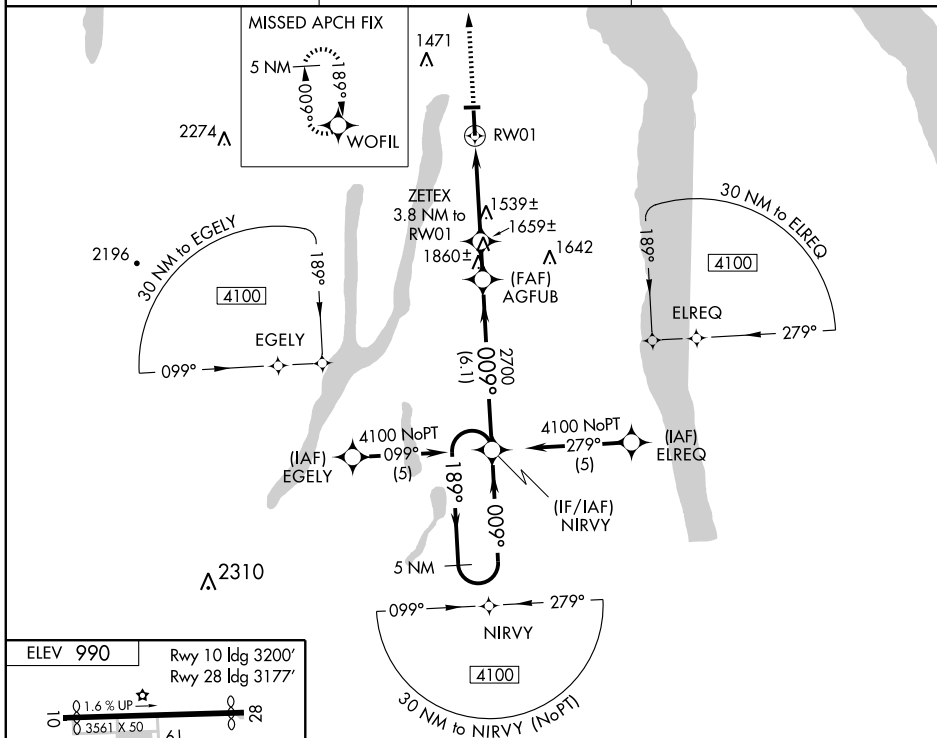 MISSED APCH FIX
5 NM
189°
009°
WOFIL
1471
2274
RW01
ZETEX
3.8 NM to
RW01
1539±
1659±
1860±
1642
(FAF)
AGFUB
2196
30 NM to EGELY
189°
4100
EGELY
099°
30 NM to ELREQ
189°
4100
ELREQ
279°
2700
009°
(6.1)
4100 NoPT
099°
(5)
(IAF)
EGELY
4100 NoPT
279°
(5)
(IAF)
ELREQ
(IF/IAF)
NIRVY
189°
009°
5 NM
2310
099°
279°
NIRVY
4100
30 NM to NIRVY (NoPT)
ELEV 990
Rwy 10 ldg 3200'
Rwy 28 ldg 3177'
1.6 % UP
10
28
3561 X 50